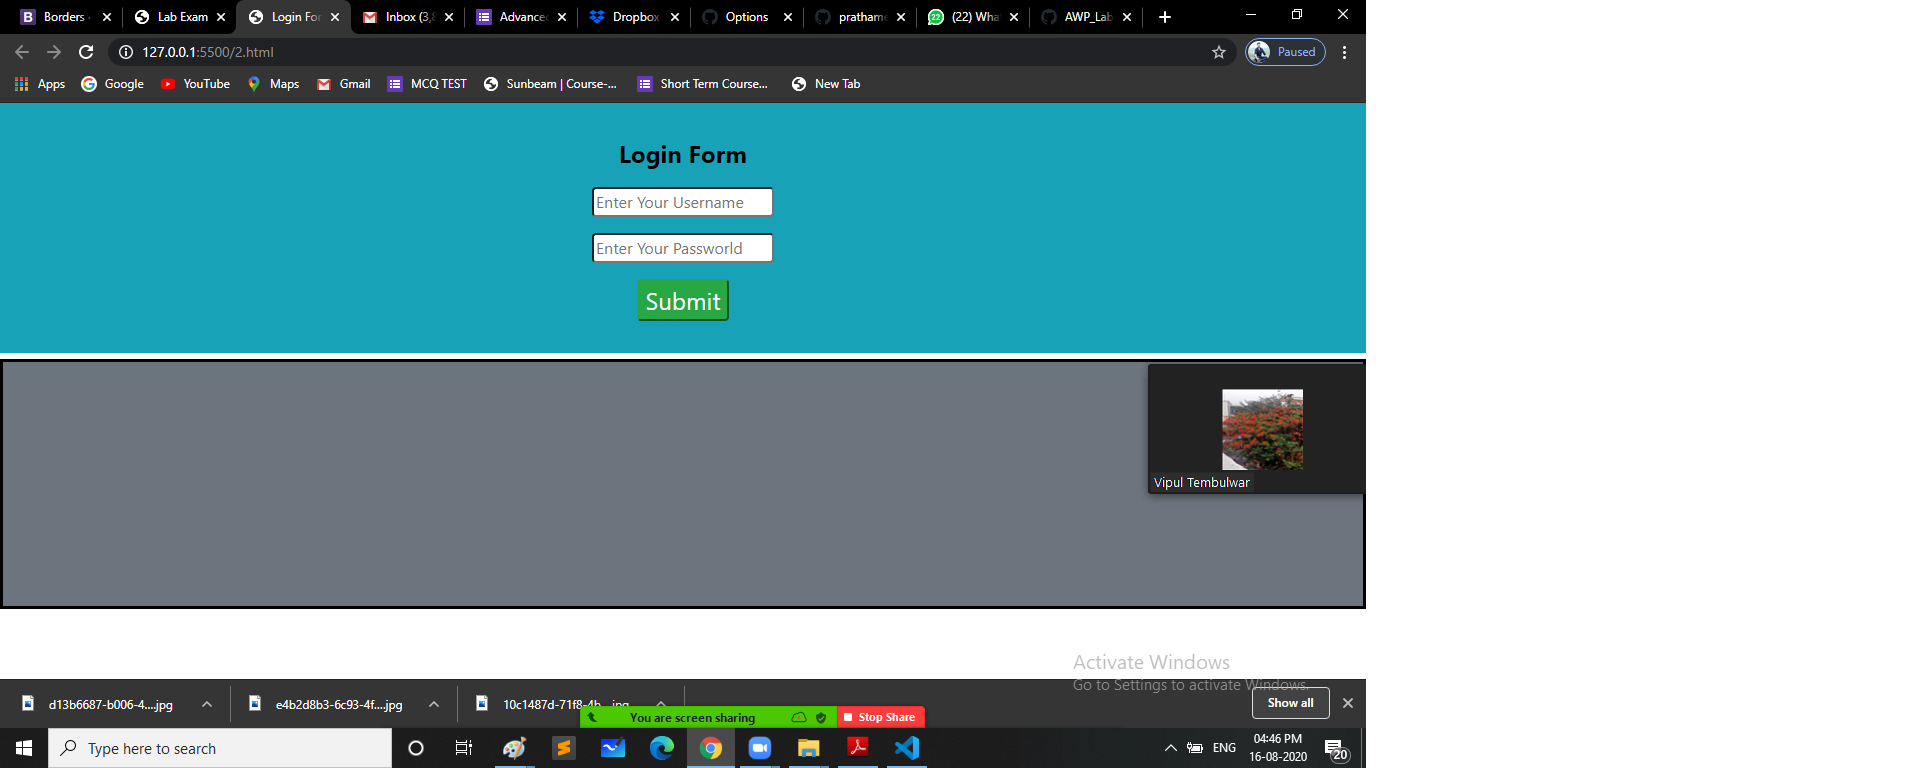 Borders
Lab Exam
Login For
Inbox (3,
Advanced
Dropbox
Options
pratham
(22) Wha
AWP_Lab
127.0.0.1:5500/2.html
Paused
Apps
Google
YouTube
Maps
Gmail
MCQ TEST
Sunbeam | Course-...
Short Term Course...
New Tab
Login Form
Enter Your Username
Enter Your Passworld
Submit
Vipul Tembulwar
Activate Windows
Go to Settings to activate Windows.
d13b6687-b006-4....jpg
e4b2d8b3-6c93-4f....jpg
10c1487d-71f8-4b....jpg
Show all
You are screen sharing
Stop Share
Type here to search
ENG
04:46 PM
16-08-2020
20